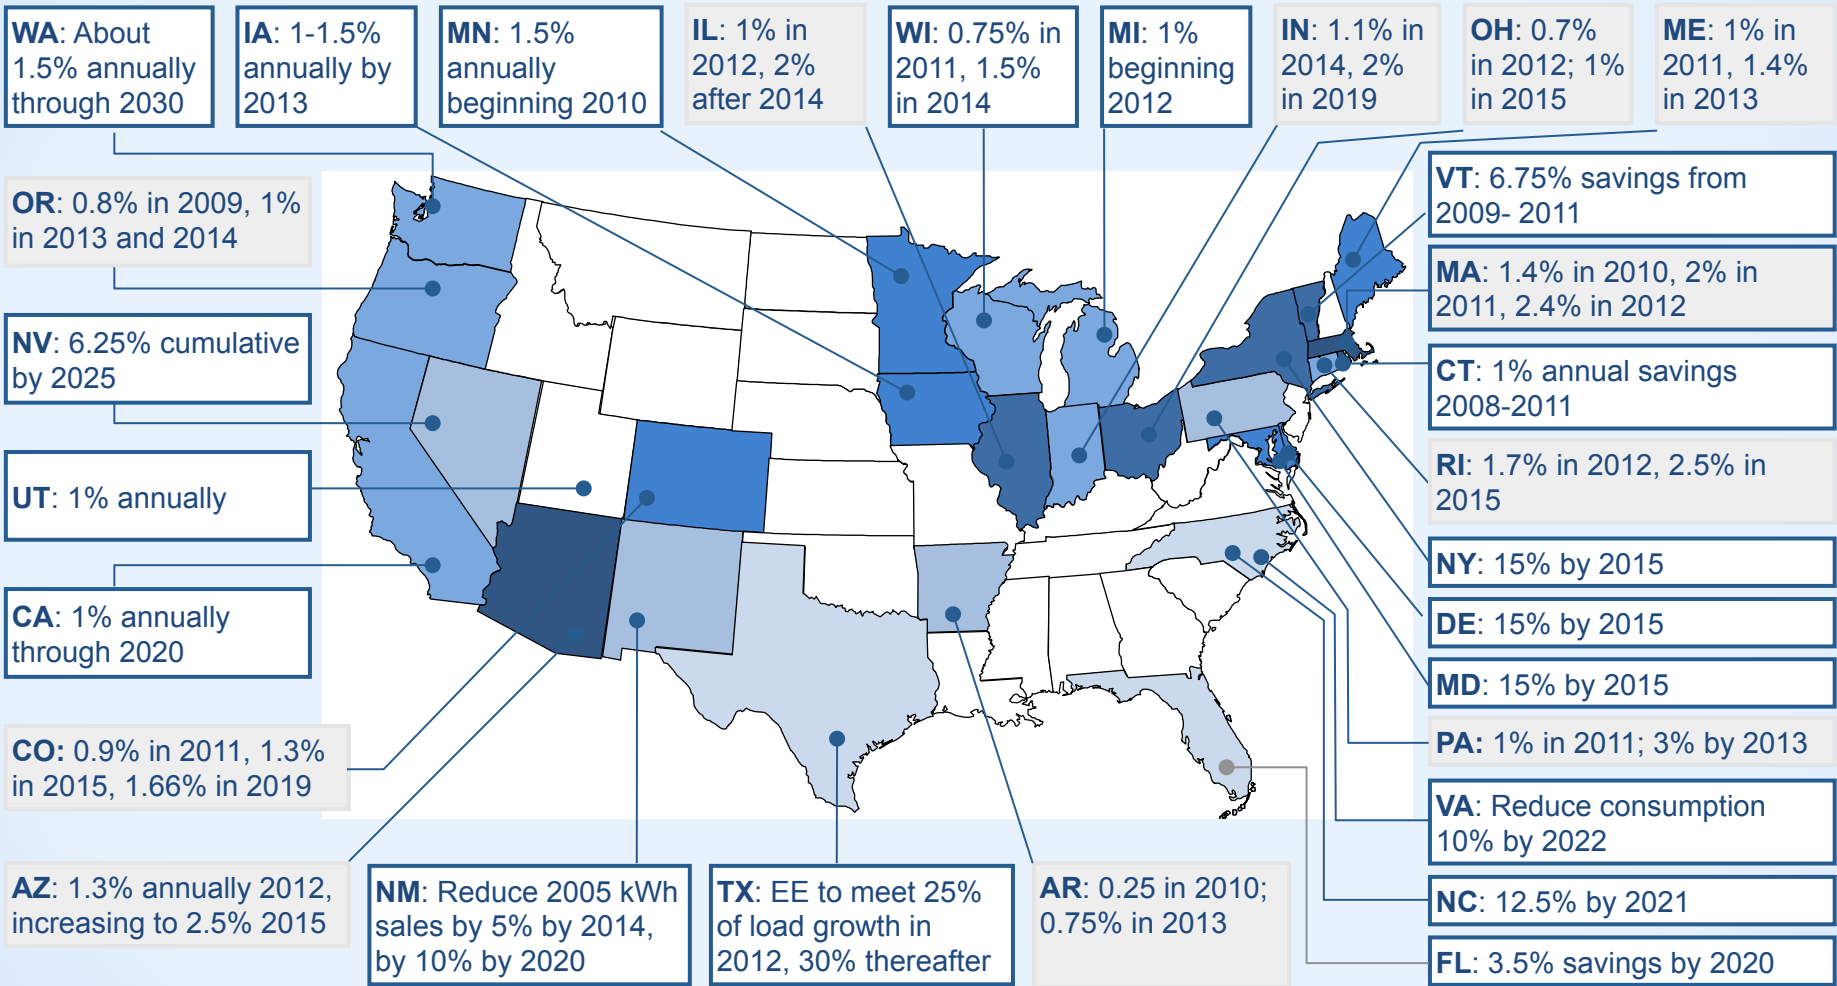 WA: About
1.5% annually
through 2030
IA: 1-1.5%
annually by
2013
MN: 1.5%
annually
beginning 2010
IL: 1% in
2012, 2%
after 2014
WI: 0.75% in
2011, 1.5%
in 2014
MI: 1%
beginning
2012
IN: 1.1% in
2014, 2%
in 2019
OH: 0.7%
in 2012; 1%
in 2015
ME: 1% in
2011, 1.4%
in 2013
OR: 0.8% in 2009, 1%
in 2013 and 2014
NV: 6.25% cumulative
by 2025
UT: 1% annually
CA: 1% annually
through 2020
CO: 0.9% in 2011, 1.3%
in 2015, 1.66% in 2019
AZ: 1.3% annually 2012,
increasing to 2.5% 2015
NM: Reduce 2005 kWh
sales by 5% by 2014,
by 10% by 2020
TX: EE to meet 25%
of load growth in
2012, 30% thereafter
AR: 0.25 in 2010;
0.75% in 2013
VT: 6.75% savings from
2009- 2011
MA: 1.4% in 2010, 2% in
2011, 2.4% in 2012
CT: 1% annual savings
2008-2011
RI: 1.7% in 2012, 2.5% in
2015
NY: 15% by 2015
DE: 15% by 2015
MD: 15% by 2015
PA: 1% in 2011; 3% by 2013
VA: Reduce consumption
10% by 2022
NC: 12.5% by 2021
FL: 3.5% savings by 2020